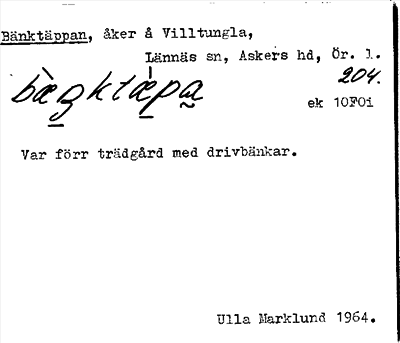 Bänktäppan, åker å Villtungla,
Lännäs sn, Askers hd, Ör. l.
204.
ek 10F0i
Var förr trädgård med drivbänkar.
Ulla Marklund 1964.